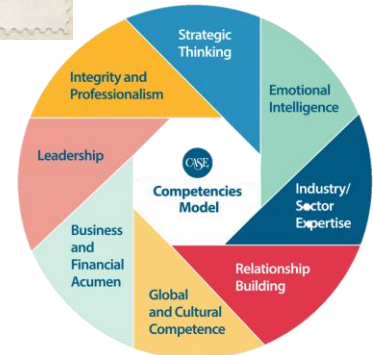 Strategic
Thinking
Emotional
Intelligence
Industry/
Sector
Expertise
Relationship
Building
Global
and Cultural
Competence
Business
and
Financial
Acumen
Leadership
Integrity and
Professionalism
CASE
Competencies
Model